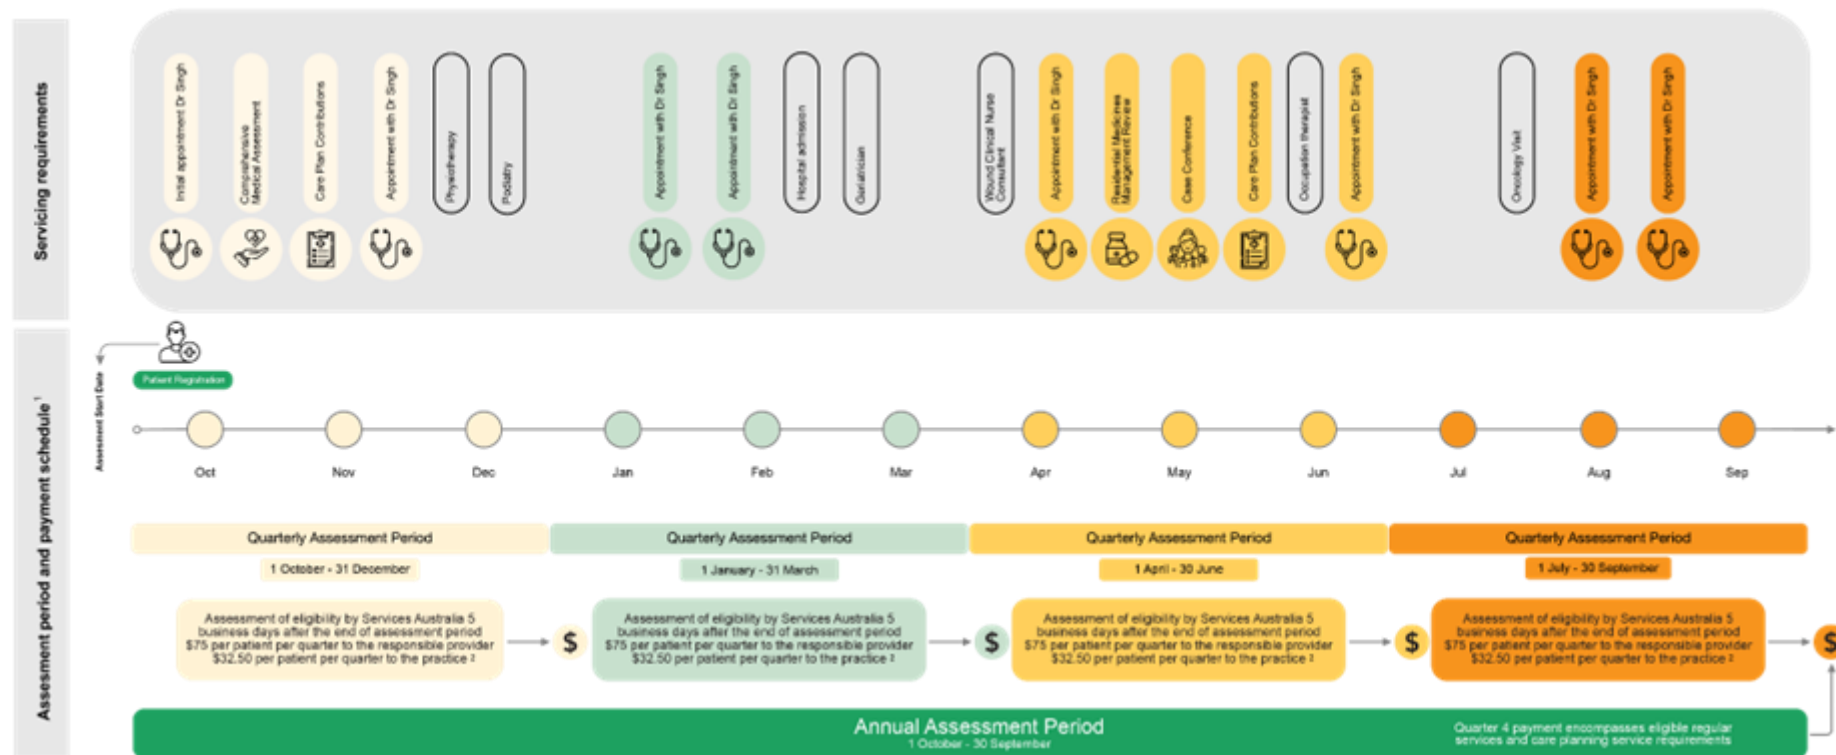 Servicing requirements
Initial appointment Dr Singh
Comprehensive
Medical Assessment
Care Plan Contributions
Appointment with Dr Singh
Physiotherapy
Podiatry
Appointment with Dr Singh
Appointment with Dr Singh
Hospital admission
Geriatrician
Wound Clinical Nurse
Consultant
Appointment with Dr Singh
Residential Medicines
Management Review
Case Conference
Care Plan Contributions
Occupation therapist
Appointment with Dr Singh
Oncology Visit
Appointment with Dr Singh
Appointment with Dr Singh
Assesment period and payment schedule¹
Assessment Start Date
Patient Registration
Oct
Nov
Dec
Jan
Feb
Mar
Apr
May
Jun
Jul
Aug
Sep
Quarterly Assessment Period
1 October - 31 December
Quarterly Assessment Period
1 January - 31 March
Quarterly Assessment Period
1 April - 30 June
Quarterly Assessment Period
1 July - 30 September
Assessment of eligibility by Services Australia 5
business days after the end of assessment period
$75 per patient per quarter to the responsible provider
$32.50 per patient per quarter to the practice ²
$
Assessment of eligibility by Services Australia 5
business days after the end of assessment period
$75 per patient per quarter to the responsible provider
$32.50 per patient per quarter to the practice ²
$
Assessment of eligibility by Services Australia 5
business days after the end of assessment period
$75 per patient per quarter to the responsible provider
$32.50 per patient per quarter to the practice ²
$
Assessment of eligibility by Services Australia 5
business days after the end of assessment period
$75 per patient per quarter to the responsible provider
$32.50 per patient per quarter to the practice ²
$
Annual Assessment Period
1 October - 30 September
Quarter 4 payment encompasses eligible regular
services and care planning service requirements